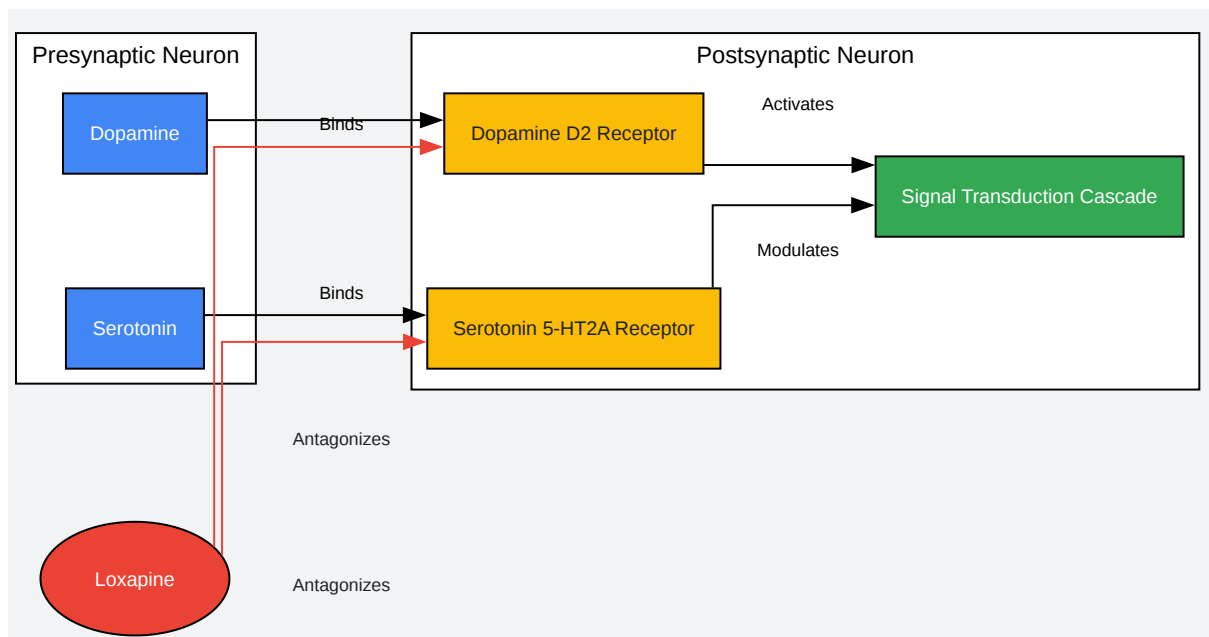 Presynaptic Neuron
Postsynaptic Neuron
Dopamine
Binds
Dopamine D2 Receptor
Activates
Signal Transduction Cascade
Modulates
Serotonin
Binds
Serotonin 5-HT2A Receptor
Antagonizes
Loxapine
Antagonizes